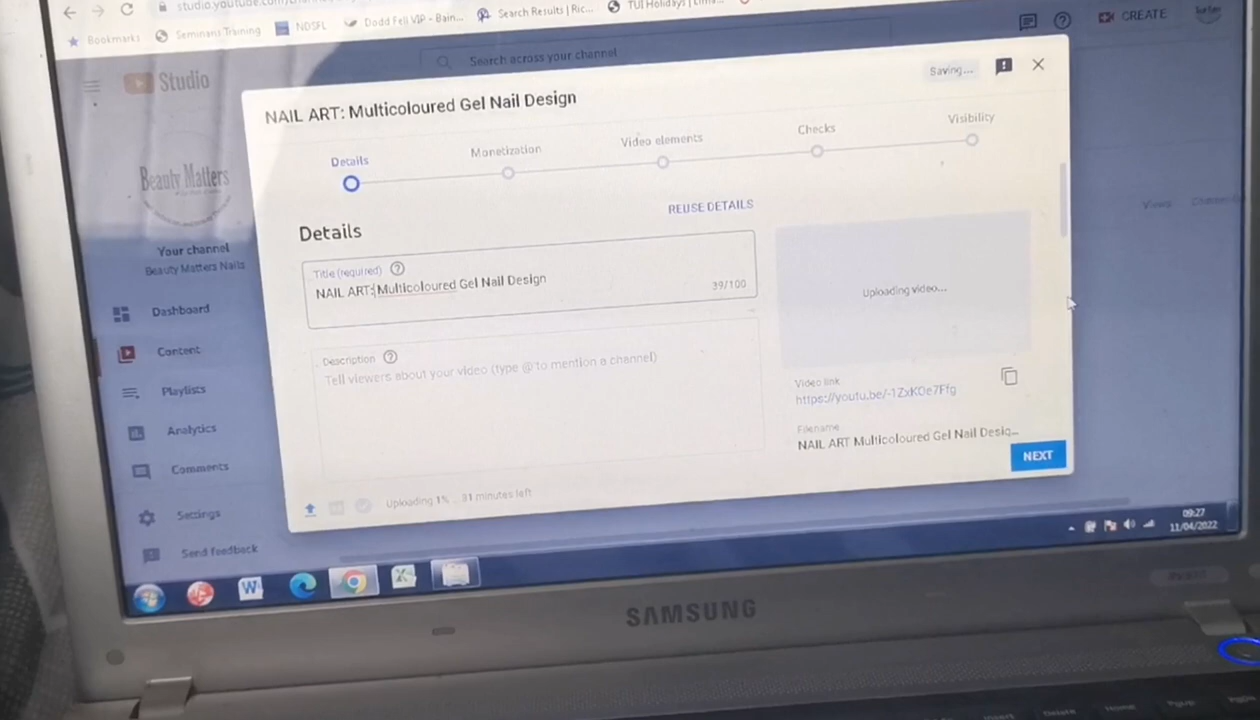 studio.youtube.com/chann
Bookmarks
Seminars Training
NDSFL
Dodd Fell VIP - Bain...
Search Results | Ric...
TUI Holidays |
Studio
Search across your channel
CREATE
NAIL ART: Multicoloured Gel Nail Design
Saving...
Details
Monetization
Video elements
Checks
Visibility
Beauty Matters
Your channel
Beauty Matters Nails
Dashboard
Content
Playlists
Analytics
Comments
Settings
Send feedback
Details
REUSE DETAILS
Title (required)
NAIL ART: Multicoloured Gel Nail Design
39/100
Description
Tell viewers about your video (type @ to mention a channel)
Uploading video...
Video link
https://youtu.be/-1ZxKOe7Ffg
Filename
NAIL ART Multicoloured Gel Nail Desig...
NEXT
Uploading 1% ... 31 minutes left
Views
09:27
11/04/2022
SAMSUNG
Delete
Home